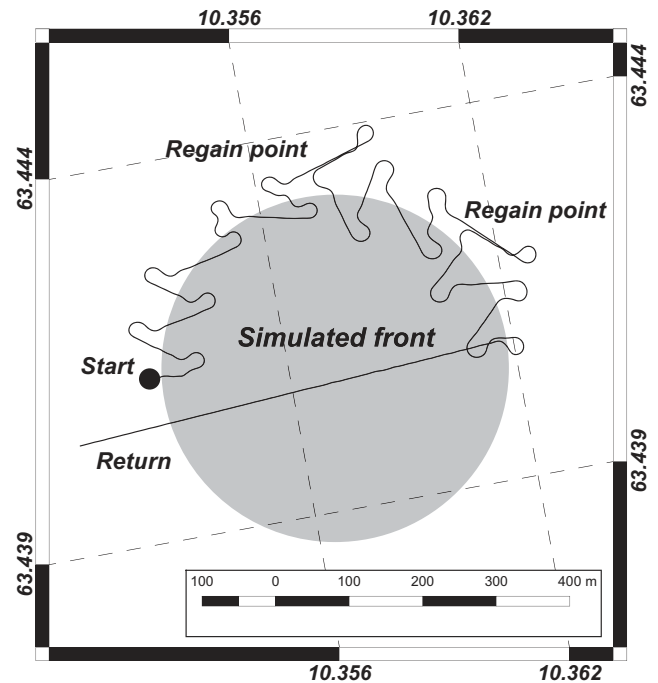 10.356 10.362
63.444
63.444
Regain point
Regain point
Simulated front
Start
Return
63.439
63.439
100 0 100 200 300 400 m
10.356 10.362